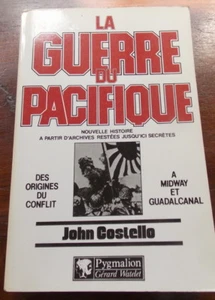 LA
GUERRE
DU
PACIFIQUE
NOUVELLE HISTOIRE
A PARTIR D'ARCHIVES RESTÉES JUSQU'ICI SECRÈTES
DES
ORIGINES
DU
CONFLIT
A
MIDWAY
ET
GUADALCANAL
John Costello
Pygmalion
Gérard Watelet